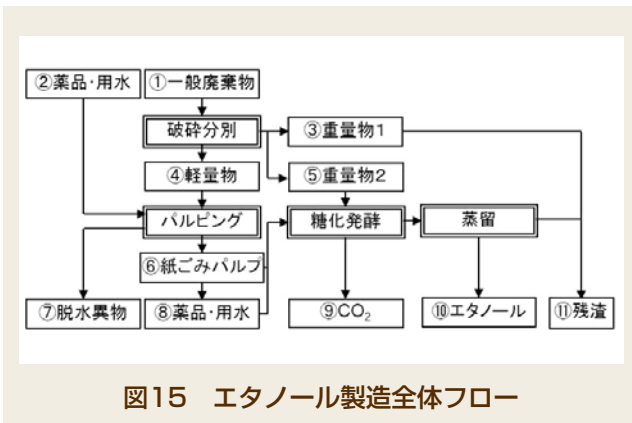 ②薬品・用水 ①一般廃棄物
破砕分別 ③重量物1
④軽量物 ⑤重量物2
パルピング 糖化発酵 蒸留
⑥紙ごみパルプ
⑦脱水異物 ⑧薬品・用水 ⑨CO₂ ⑩エタノール ⑪残渣
図15 エタノール製造全体フロー